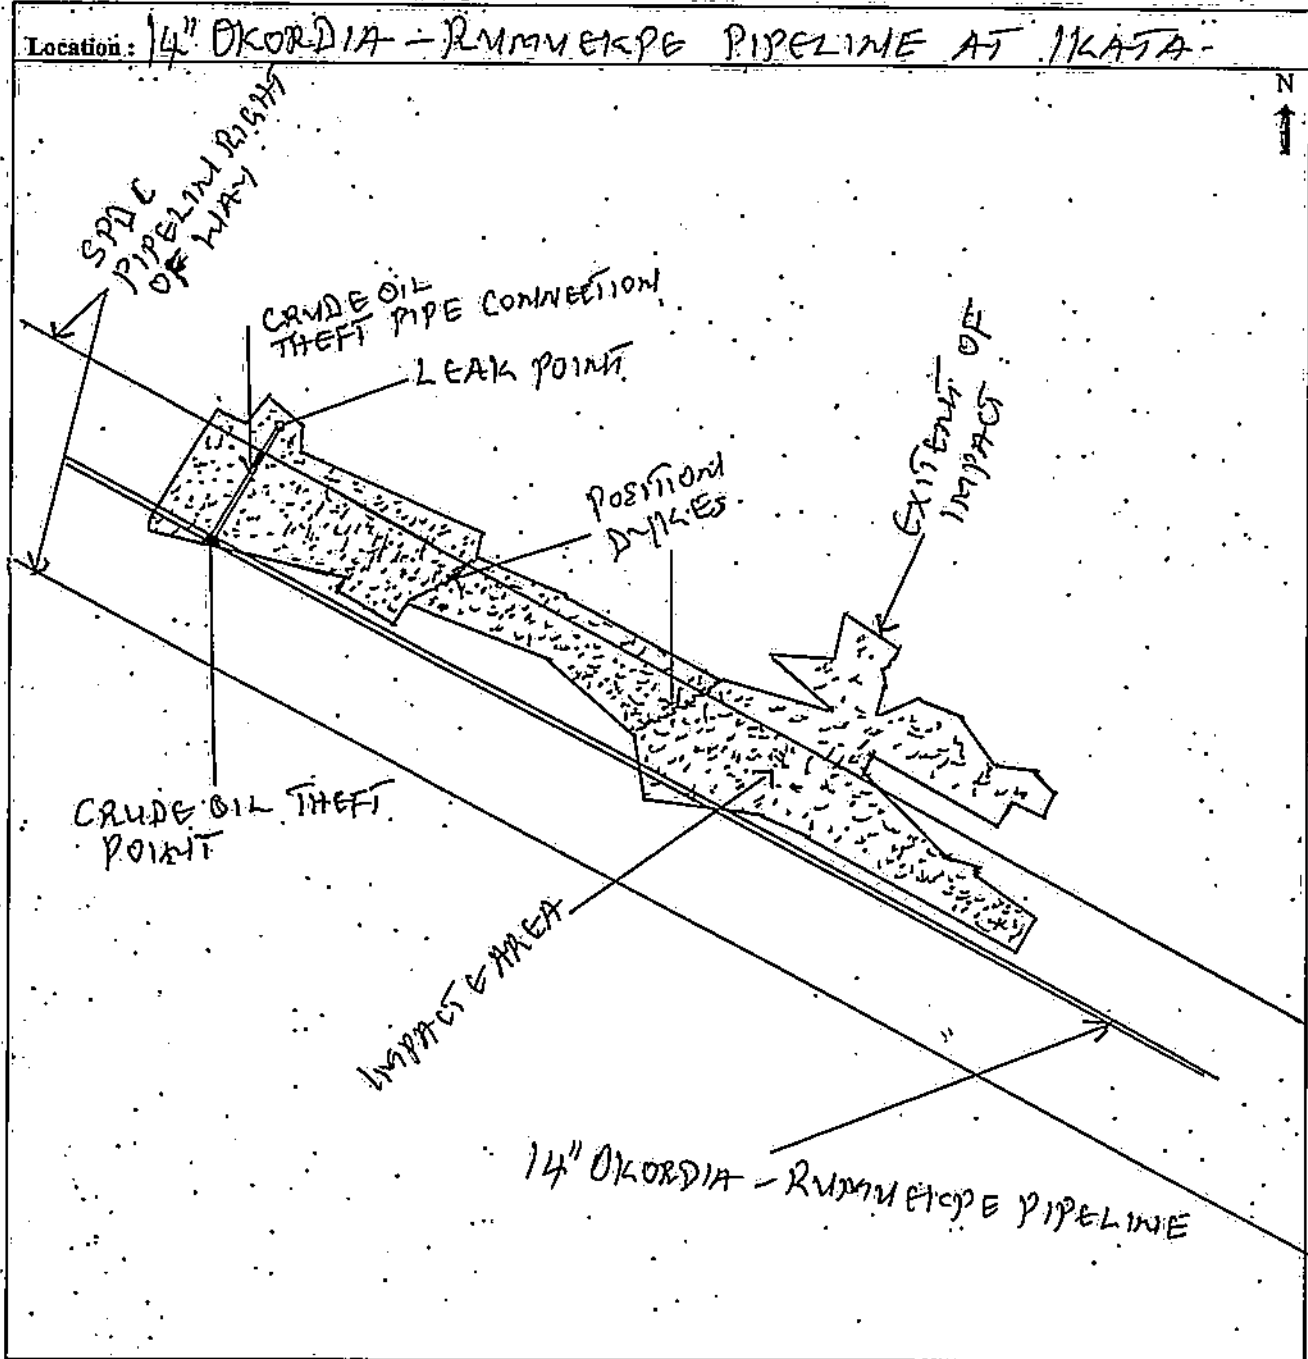 Location: 14" OKORDIA - RUMUEKPE PIPELINE AT IKATA-
N
SPDC
PIPELINE RIGHT
OF WAY
CRUDE OIL
THEFT PIPE CONNECTION
LEAK POINT
EXTENT OF
IMPACT
POSITION
DYKES
CRUDE OIL THEFT
POINT
IMPACTE AREA
14" OKORDIA - RUMUEKPE PIPELINE